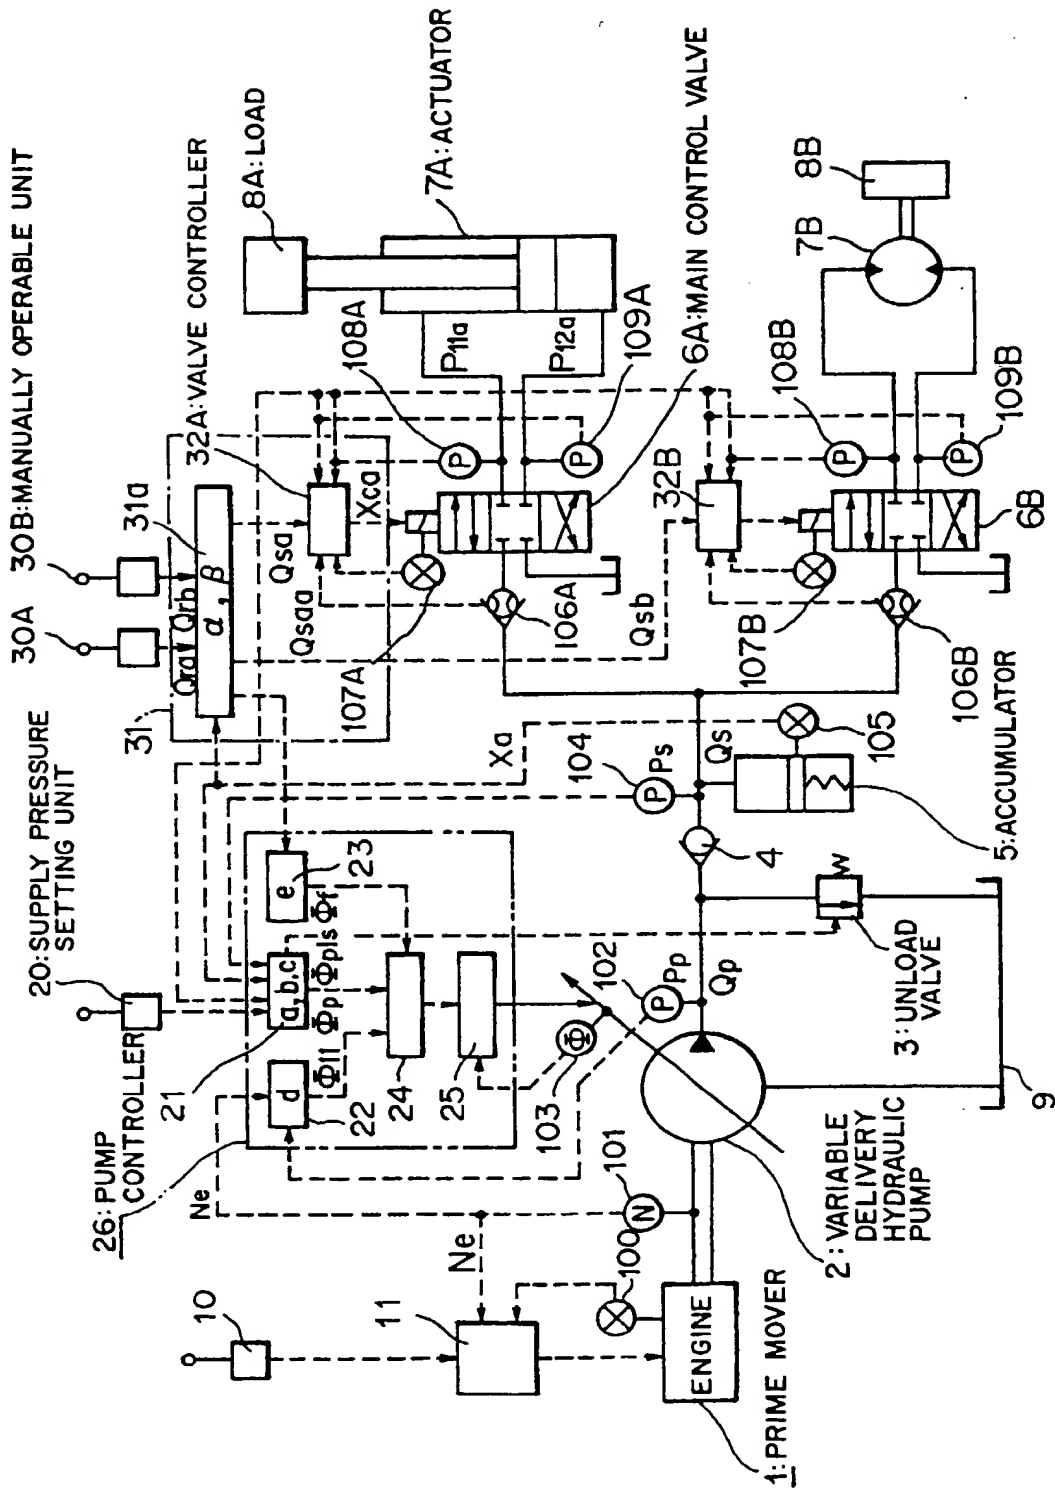 30B:MANUALLY OPERABLE UNIT
30A
31a
32A:VALVE CONTROLLER
8A:LOAD
7A:ACTUATOR
31
Qra
Qrb
α, β
Qsa
Qsaa
Xca
107A
108A
P11a
P12a
109A
6A:MAIN CONTROL VALVE
106A
Qsb
32B
107B
108B
7B
8B
109B
6B
106B
20:SUPPLY PRESSURE
SETTING UNIT
Xa
104
P
Ps
Qs
105
5:ACCUMULATOR
4
26:PUMP
CONTROLLER
21
a,b,c
22
d
23
e
Φf
Φpls
Φp
Φll
24
25
103
Φ
102
P
Pp
Qp
W
3:UNLOAD
VALVE
9
Ne
Ne
10
11
100
101
N
ENGINE
1:PRIME MOVER
2:VARIABLE
DELIVERY
HYDRAULIC
PUMP
P
P
P
P